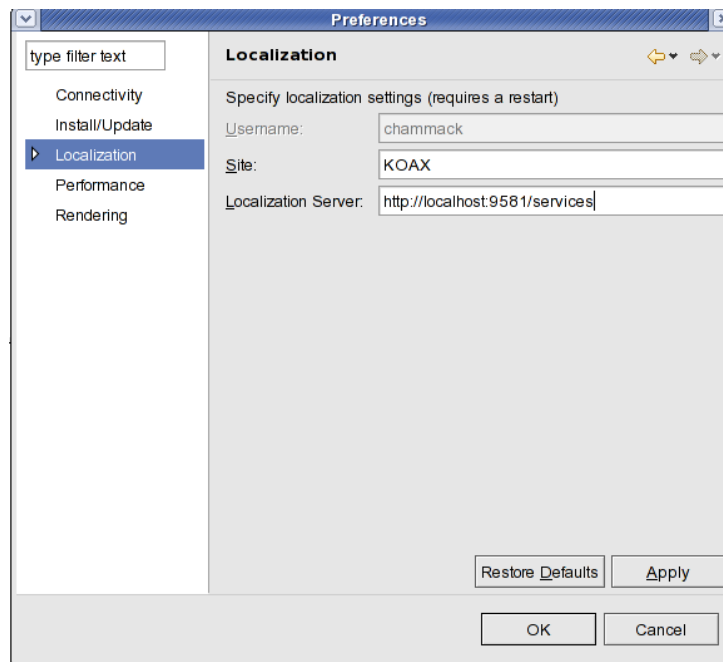 Preferences
type filter text
Connectivity
Install/Update
Localization
Performance
Rendering
Localization
Specify localization settings (requires a restart)
Username: chammack
Site: KOAX
Localization Server: http://localhost:9581/services
Restore Defaults Apply
OK Cancel